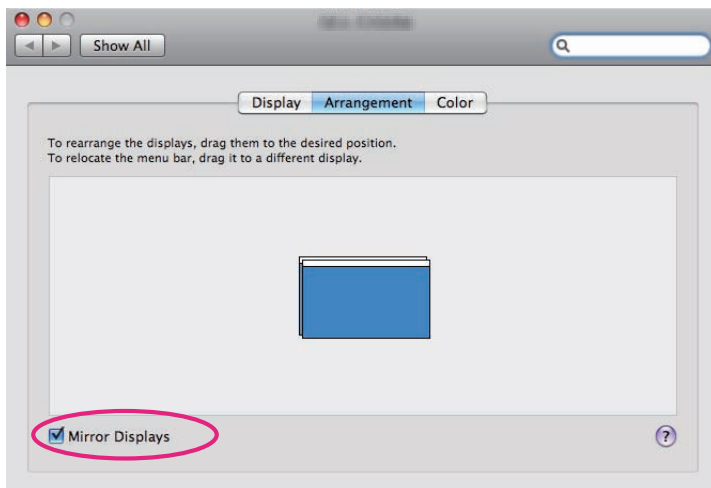 Show All
Display Arrangement Color
To rearrange the displays, drag them to the desired position.
To relocate the menu bar, drag it to a different display.
Mirror Displays
?